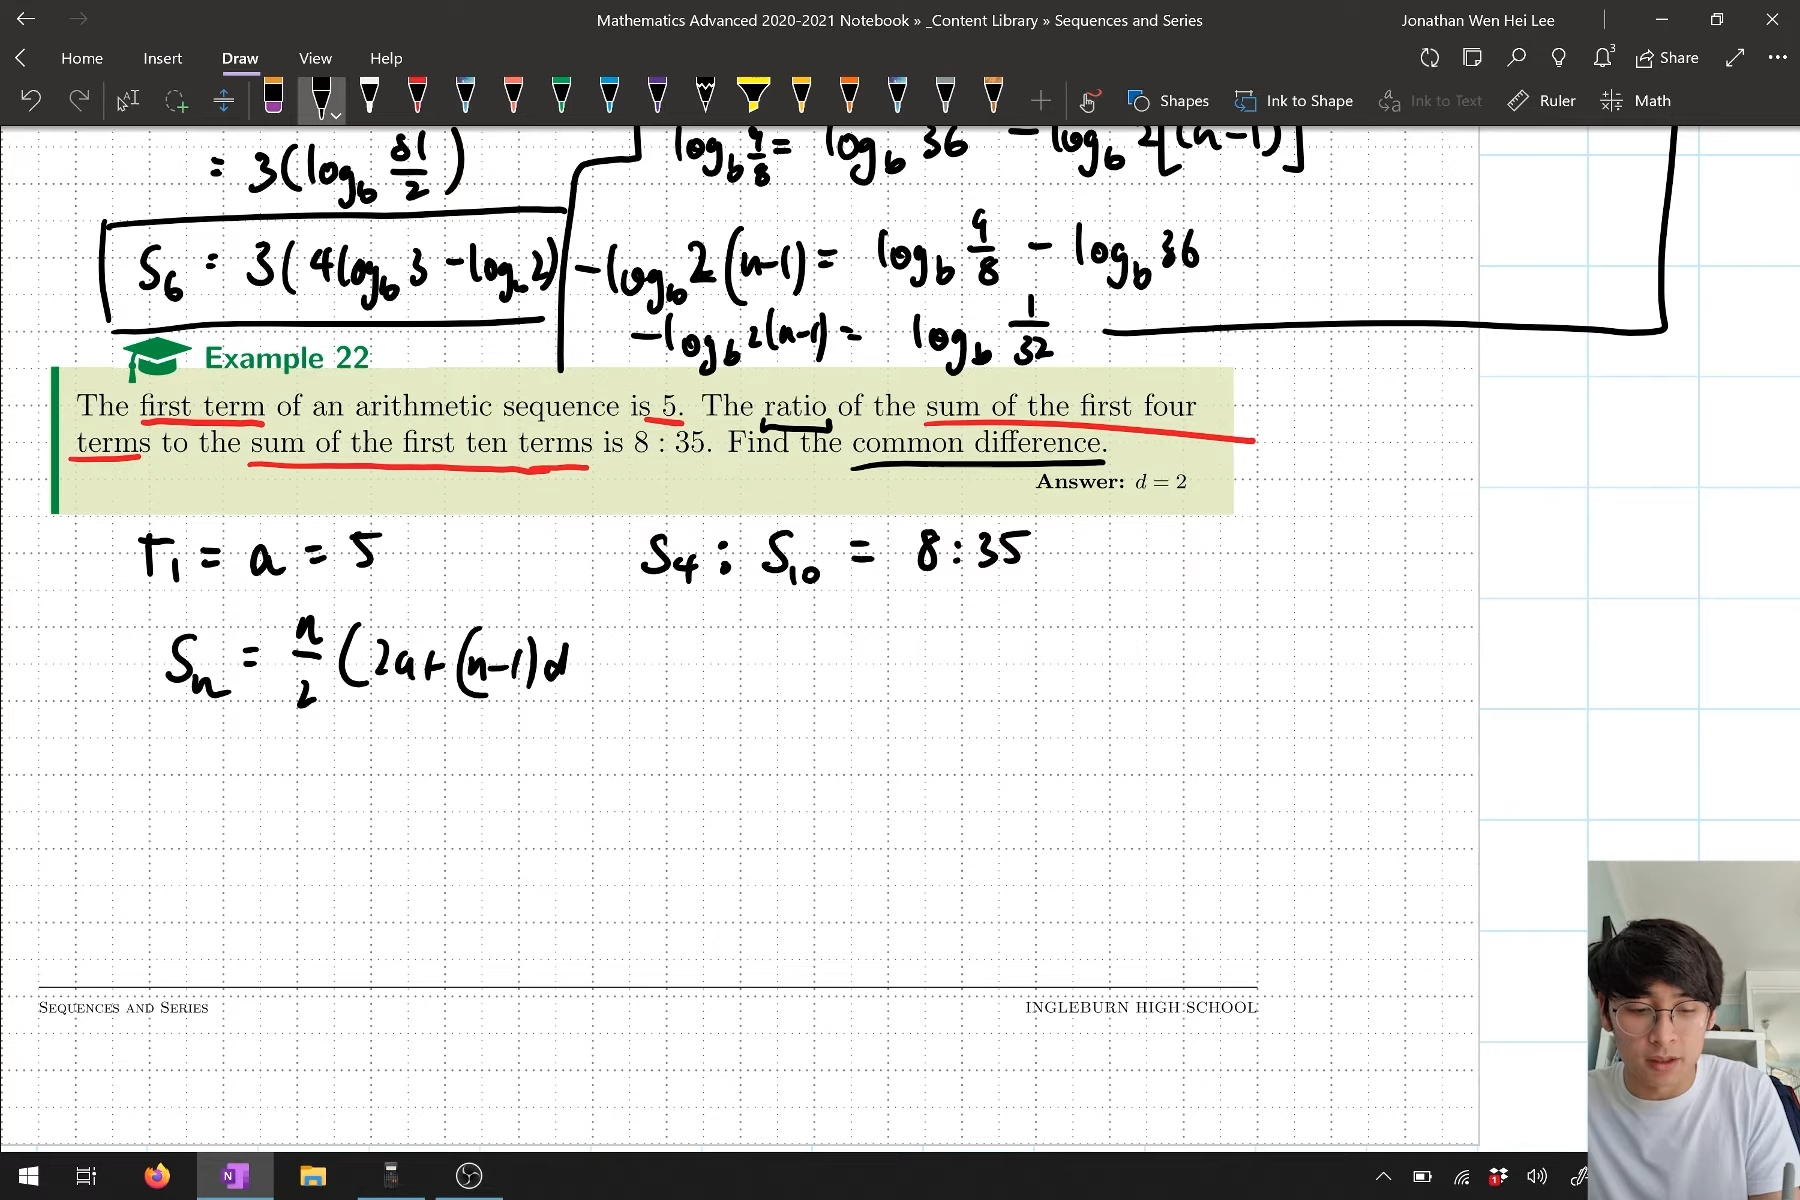 Mathematics Advanced 2020-2021 Notebook » _Content Library » Sequences and Series
Jonathan Wen Hei Lee
Home Insert Draw View Help
3 Share
Shapes Ink to Shape Ink to Text Ruler Math
= 3(log_b 81/2)
log_b 9/8 = log_b 36 - log_b 2[(n-1)]
S_6 = 3(4log_b 3 - log_b 2)
-log_b 2(n-1) = log_b 9/8 - log_b 36
-log_b 2(n-1) = log_b 1/32
Example 22
The first term of an arithmetic sequence is 5. The ratio of the sum of the first four
terms to the sum of the first ten terms is 8 : 35. Find the common difference.
Answer: d = 2
T_1 = a = 5
S_4 : S_10 = 8:35
S_n = n/2 (2a+(n-1)d
Sequences and Series
INGLEBURN HIGH SCHOOL
N
1